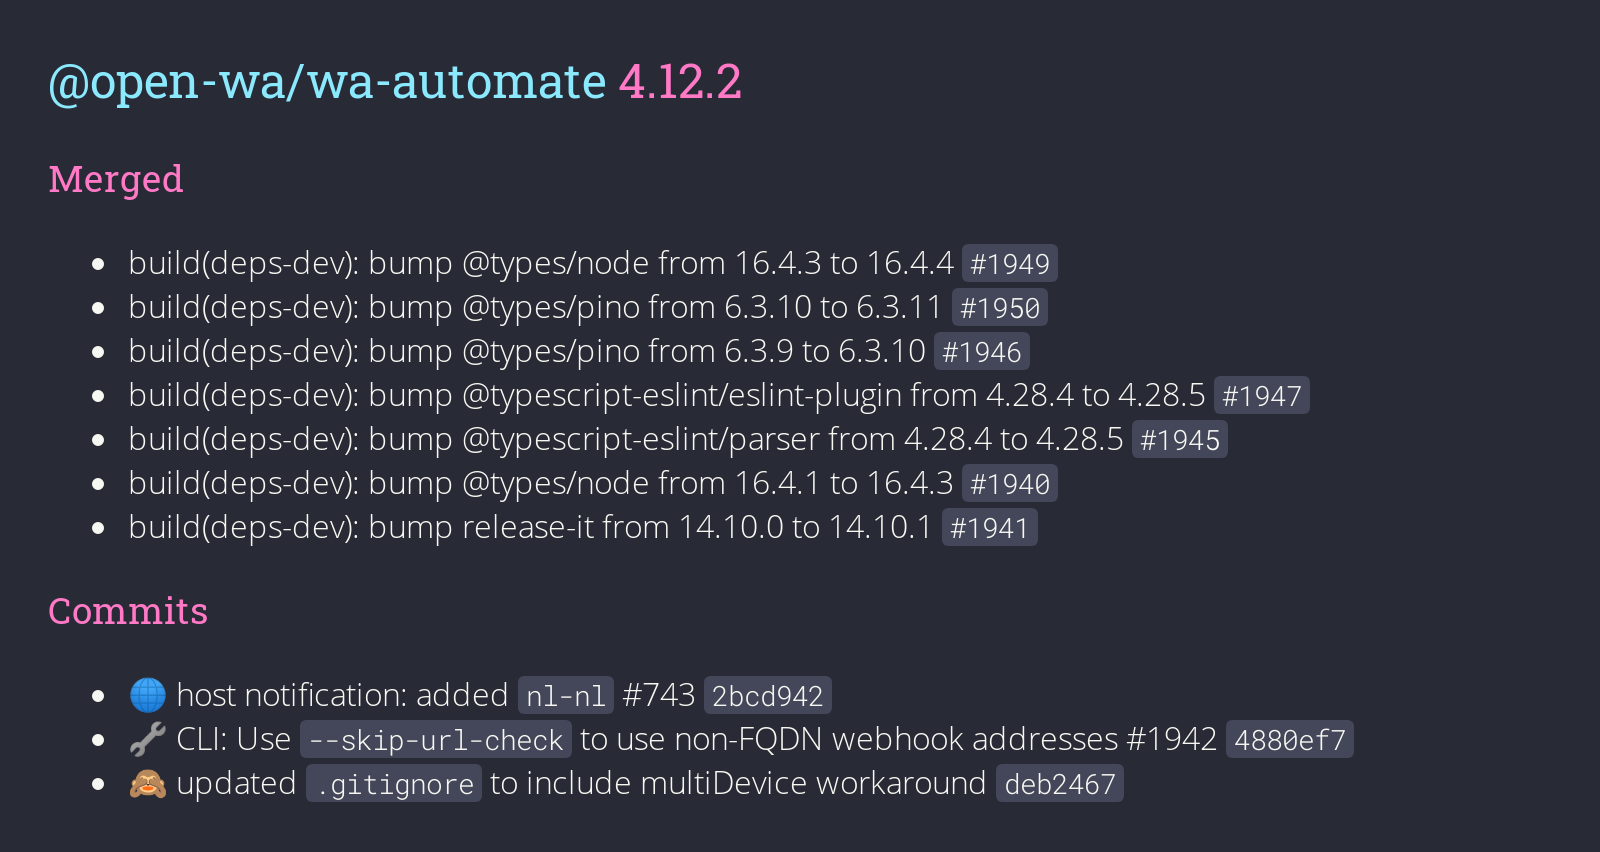 @open-wa/wa-automate 4.12.2
Merged
build(deps-dev): bump @types/node from 16.4.3 to 16.4.4 #1949
build(deps-dev): bump @types/pino from 6.3.10 to 6.3.11 #1950
build(deps-dev): bump @types/pino from 6.3.9 to 6.3.10 #1946
build(deps-dev): bump @typescript-eslint/eslint-plugin from 4.28.4 to 4.28.5 #1947
build(deps-dev): bump @typescript-eslint/parser from 4.28.4 to 4.28.5 #1945
build(deps-dev): bump @types/node from 16.4.1 to 16.4.3 #1940
build(deps-dev): bump release-it from 14.10.0 to 14.10.1 #1941
Commits
🌐 host notification: added nl-nl #743 2bcd942
🔧 CLI: Use --skip-url-check to use non-FQDN webhook addresses #1942 4880ef7
🙈 updated .gitignore to include multiDevice workaround deb2467